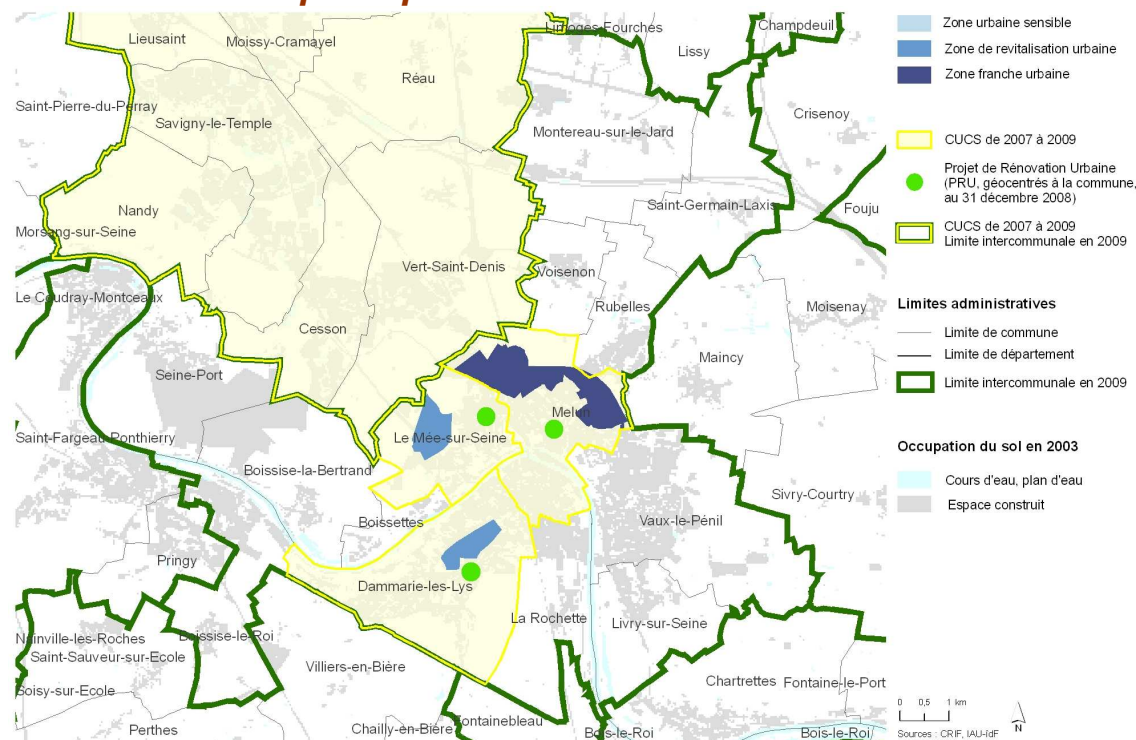 Lieusaint
Moissy-Cramayel
Réau
Limoges-Fourches
Lissy
Champdeuil
Saint-Pierre-du-Perray
Savigny-le-Temple
Montereau-sur-le-Jard
Crisenoy
Nandy
Morsang-sur-Seine
Saint-Germain-Laxis
Fouju
Vert-Saint-Denis
Voisenon
Le Coudray-Montceaux
Cesson
Rubelles
Moisenay
Maincy
Seine-Port
Melun
Saint-Fargeau-Ponthierry
Le Mée-sur-Seine
Boissise-la-Bertrand
Sivry-Courtry
Boissettes
Vaux-le-Pénil
Pringy
Dammarie-les-Lys
La Rochette
Livry-sur-Seine
Nainville-les-Roches
Boissise-le-Roi
Saint-Sauveur-sur-Ecole
Villiers-en-Bière
Soisy-sur-Ecole
Chartrettes
Fontaine-le-Port
Perthes
Chailly-en-Bière
Fontainebleau
Bois-le-Roi
Bois-le-Roi
Zone urbaine sensible
Zone de revitalisation urbaine
Zone franche urbaine
CUCS de 2007 à 2009
Projet de Rénovation Urbaine
(PRU, géocentrés à la commune,
au 31 décembre 2008)
CUCS de 2007 à 2009
Limite intercommunale en 2009
Limites administratives
Limite de commune
Limite de département
Limite intercommunale en 2009
Occupation du sol en 2003
Cours d'eau, plan d'eau
Espace construit
0 0,5 1 km
N
Sources : CRIF, IAU-îdF